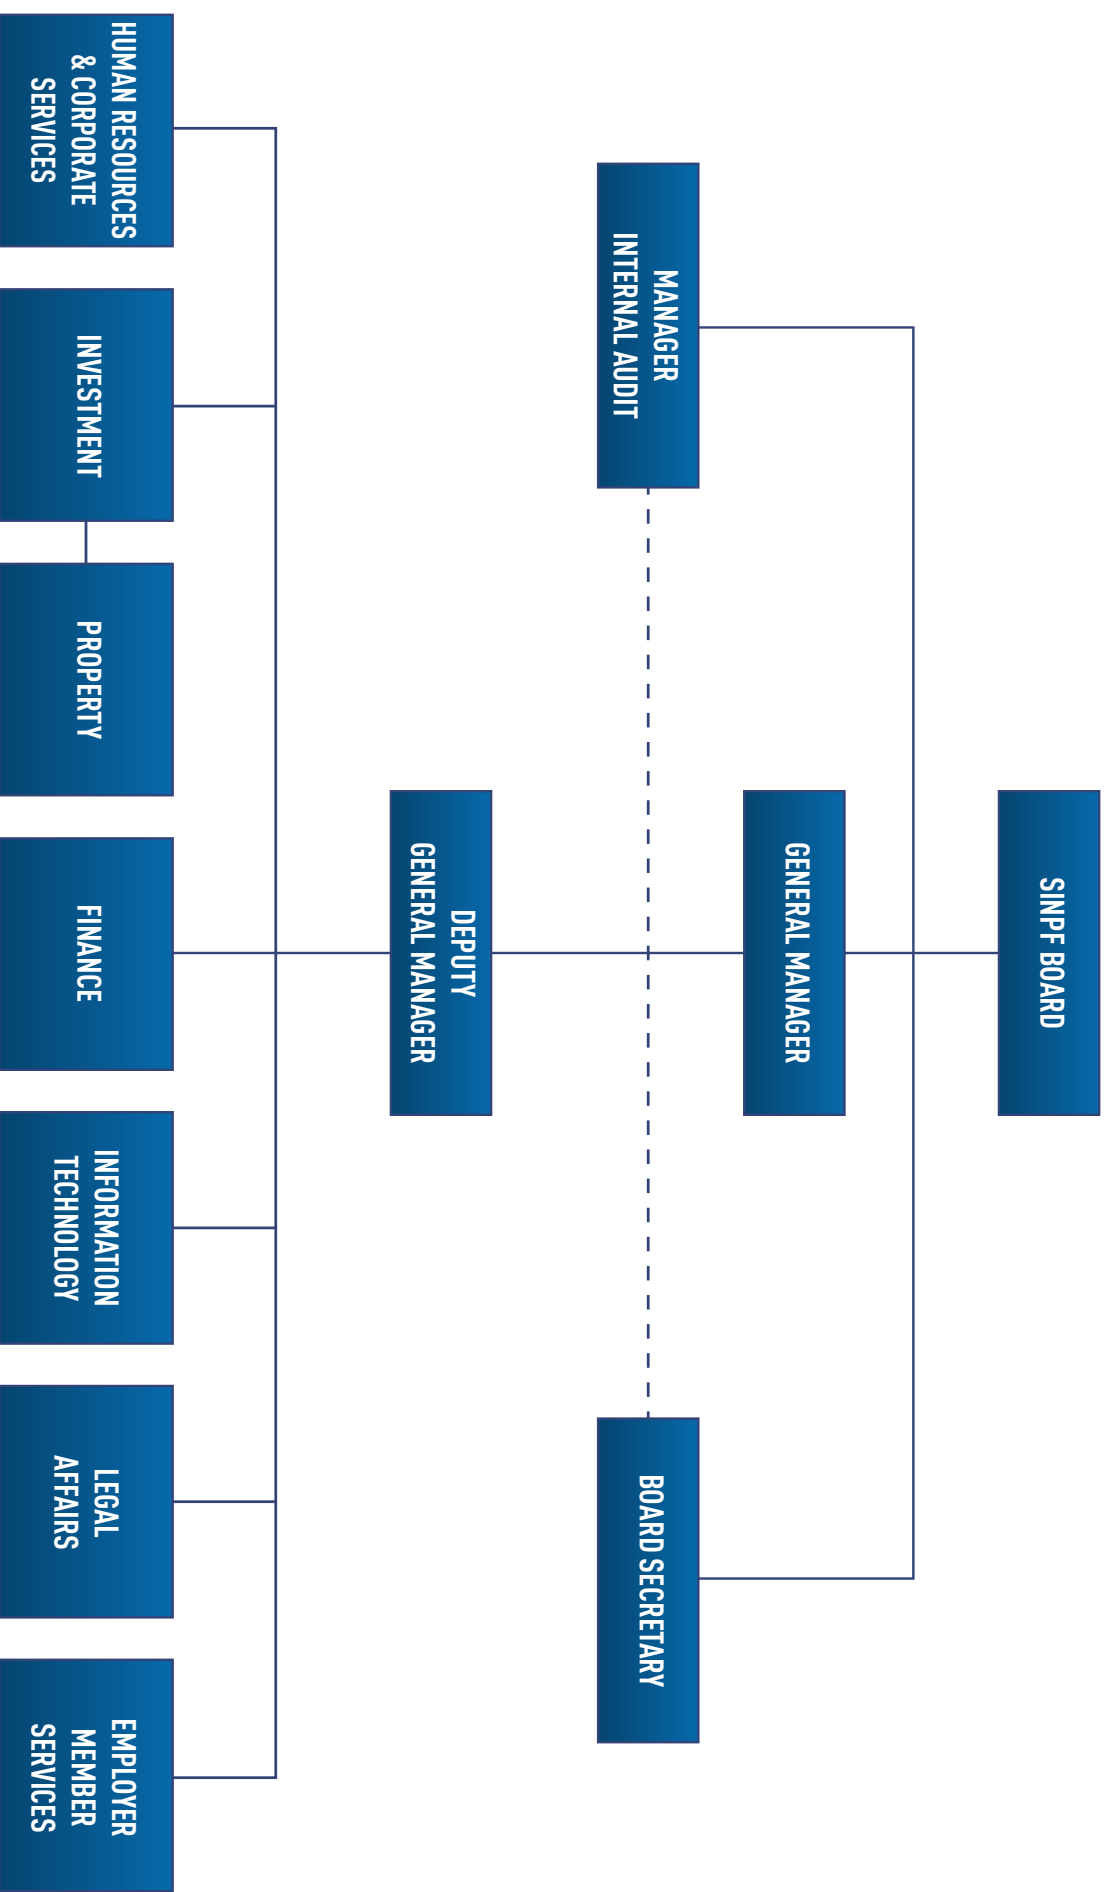 SINPF BOARD
GENERAL MANAGER
MANAGER
INTERNAL AUDIT
BOARD SECRETARY
DEPUTY
GENERAL MANAGER
HUMAN RESOURCES
& CORPORATE
SERVICES
INVESTMENT
PROPERTY
FINANCE
INFORMATION
TECHNOLOGY
LEGAL
AFFAIRS
EMPLOYER
MEMBER
SERVICES